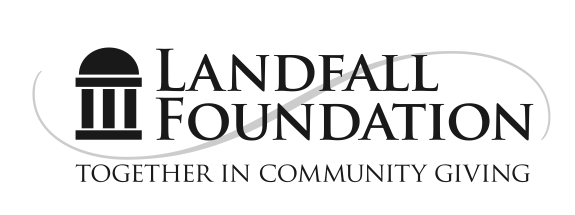 LANDFALL
FOUNDATION
TOGETHER IN COMMUNITY GIVING